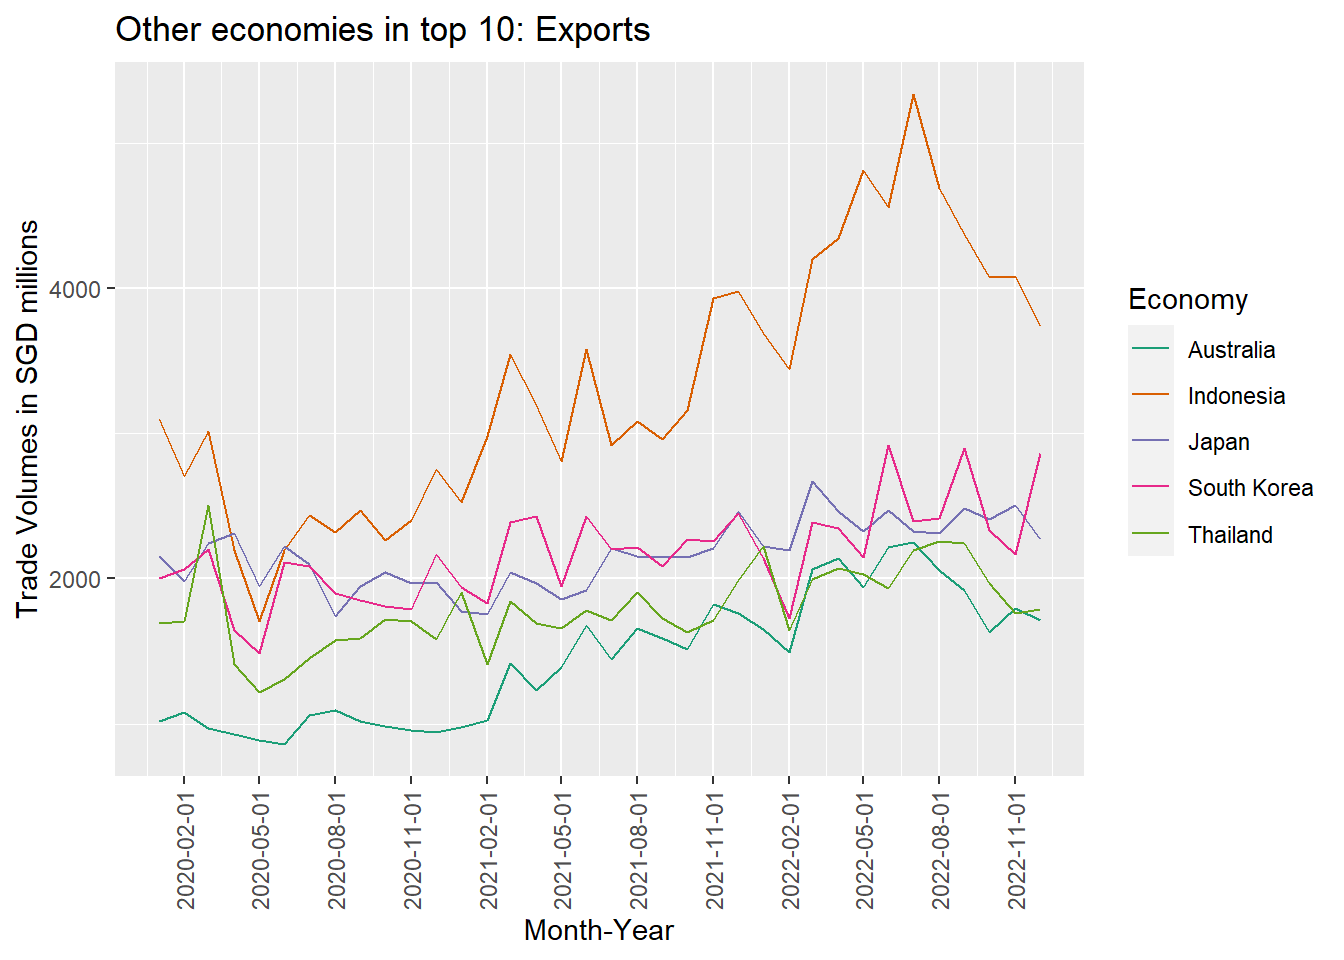 Other economies in top 10: Exports
Trade Volumes in SGD millions
4000
2000
2020-02-01
2020-05-01
2020-08-01
2020-11-01
2021-02-01
2021-05-01
2021-08-01
2021-11-01
2022-02-01
2022-05-01
2022-08-01
2022-11-01
Month-Year
Economy
Australia
Indonesia
Japan
South Korea
Thailand